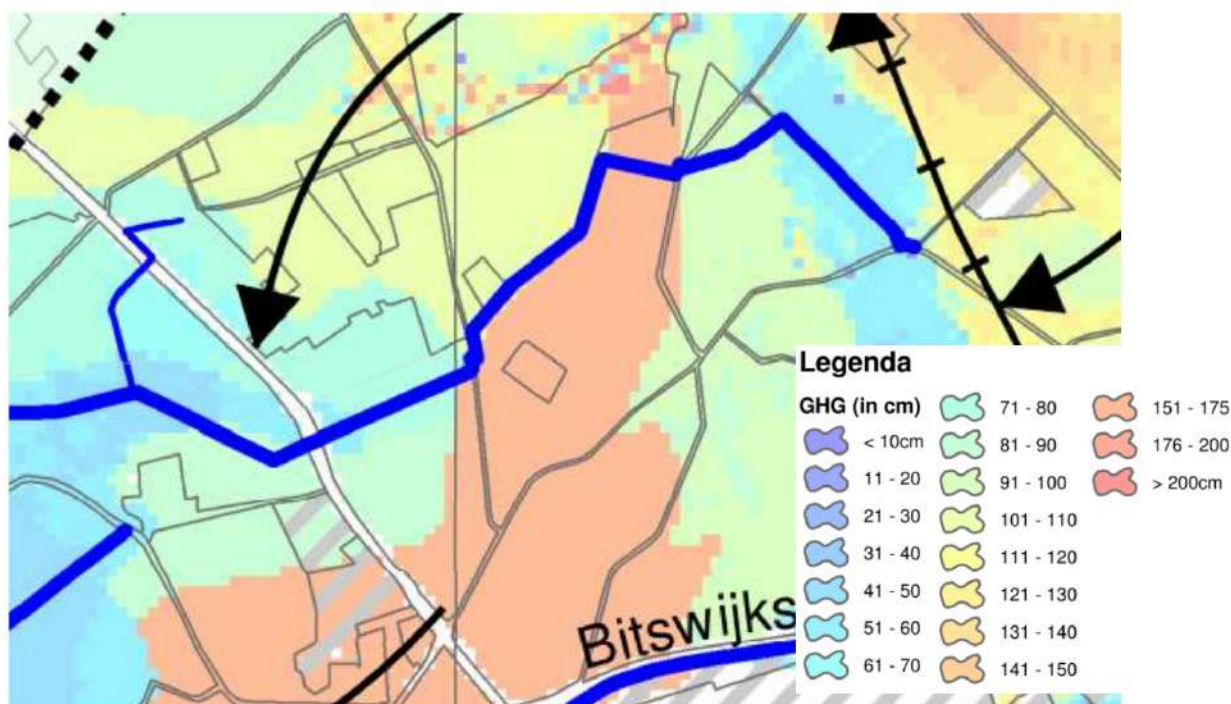 Legenda
GHG (in cm)
< 10cm
11 - 20
21 - 30
31 - 40
41 - 50
51 - 60
61 - 70
71 - 80
81 - 90
91 - 100
101 - 110
111 - 120
121 - 130
131 - 140
141 - 150
151 - 175
176 - 200
> 200cm
Bitswijks